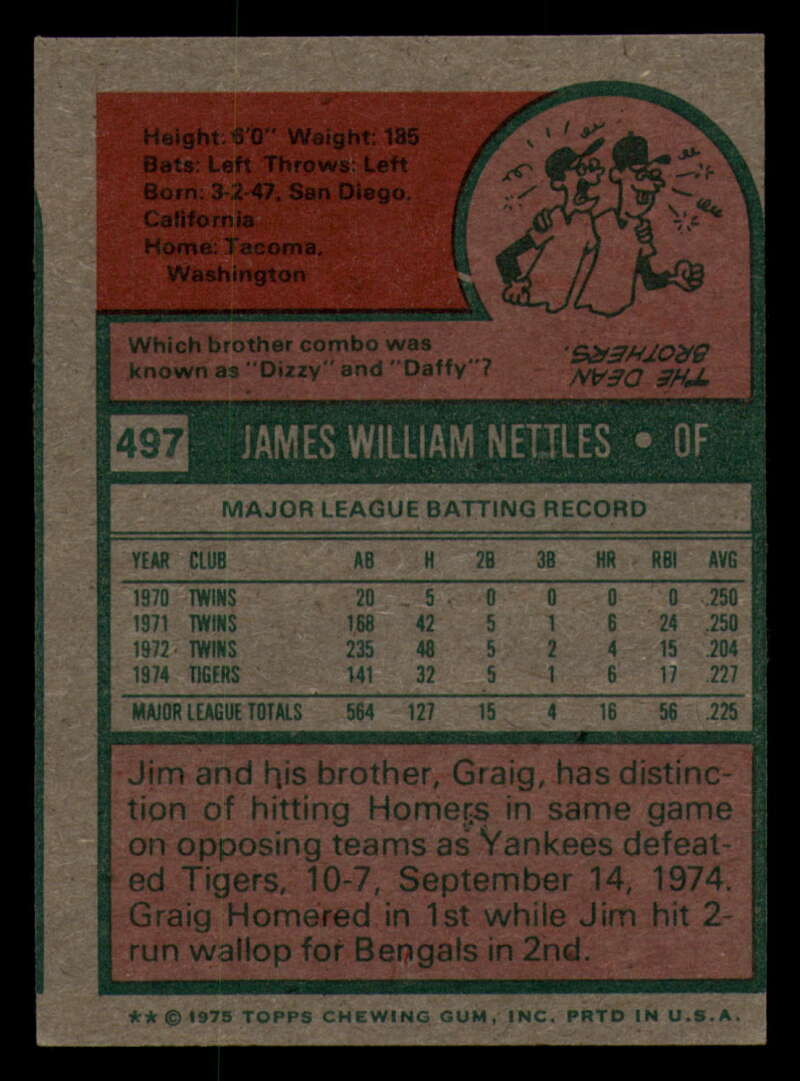 Height: 6'0" Weight: 185
Bats: Left Throws: Left
Born: 3-2-47, San Diego,
California
Home: Tacoma,
Washington
Which brother combo was
known as "Dizzy" and "Daffy"?
THE DEAN
BROTHERS.
497 JAMES WILLIAM NETTLES • OF
MAJOR LEAGUE BATTING RECORD
YEAR CLUB AB H 2B 3B HR RBI AVG
1970 TWINS 20 5 0 0 0 0 .250
1971 TWINS 168 42 5 1 6 24 .250
1972 TWINS 235 48 5 2 4 15 .204
1974 TIGERS 141 32 5 1 6 17 .227
MAJOR LEAGUE TOTALS 564 127 15 4 16 56 .225
Jim and his brother, Graig, has distinc-
tion of hitting Homers in same game
on opposing teams as Yankees defeat-
ed Tigers, 10-7, September 14, 1974.
Graig Homered in 1st while Jim hit 2-
run wallop for Bengals in 2nd.
** © 1975 TOPPS CHEWING GUM, INC. PRTD IN U.S.A.